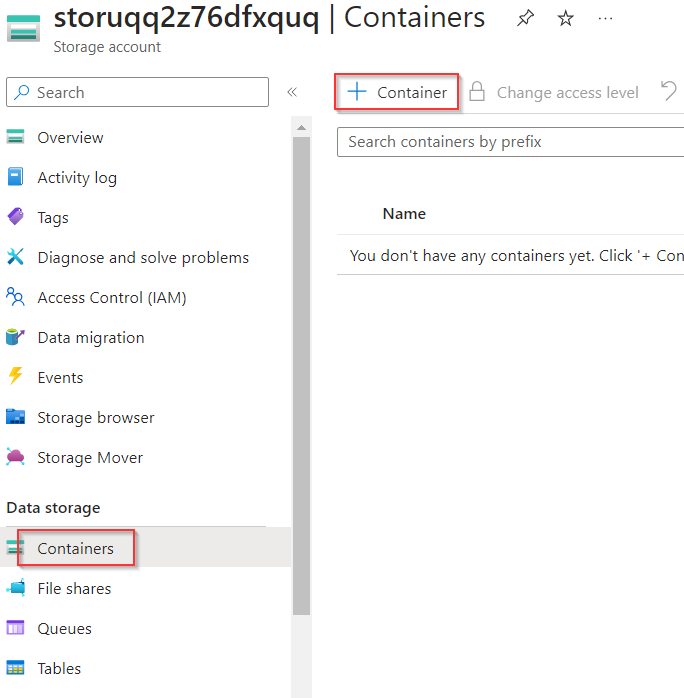 storuqq2z76dfxquq | Containers
Storage account
Search
Container
Change access level
Search containers by prefix
Name
You don't have any containers yet. Click '+ Con
Overview
Activity log
Tags
Diagnose and solve problems
Access Control (IAM)
Data migration
Events
Storage browser
Storage Mover
Data storage
Containers
File shares
Queues
Tables